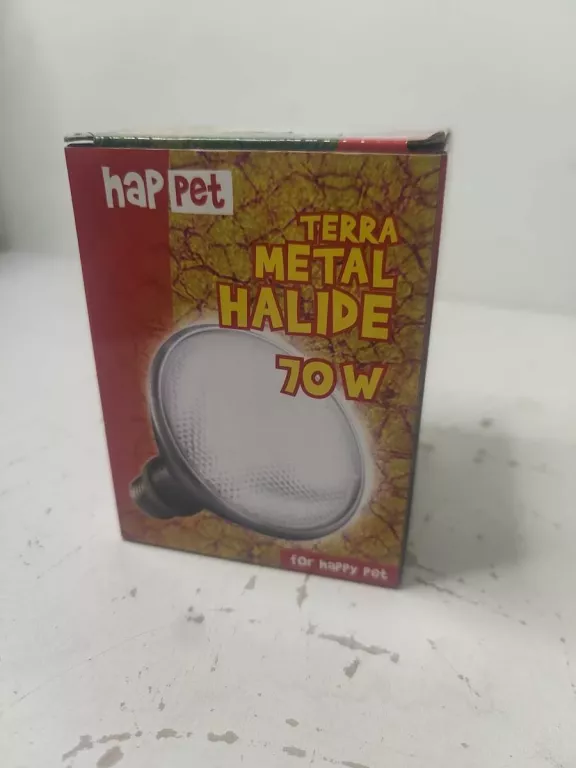 hap pet
TERRA
METAL
HALIDE
70 W
for happy pet